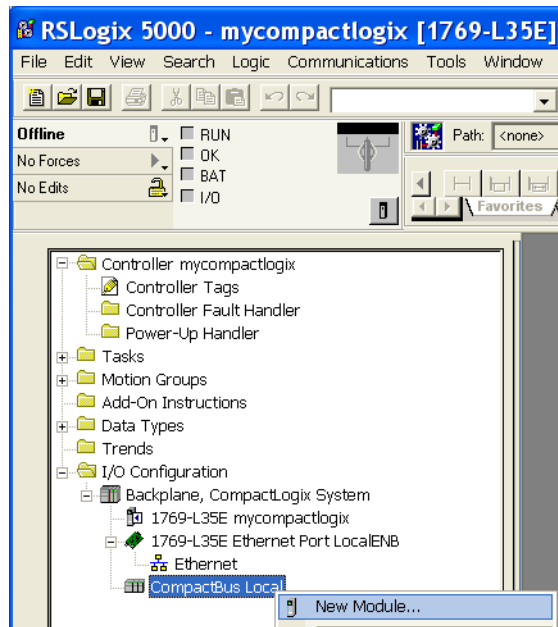 RSLogix 5000 - mycompactlogix [1769-L35E]
File Edit View Search Logic Communications Tools Window
Offline
RUN
Path: <none>
No Forces
OK
BAT
No Edits
I/O
Favorites
Controller mycompactlogix
Controller Tags
Controller Fault Handler
Power-Up Handler
Tasks
Motion Groups
Add-On Instructions
Data Types
Trends
I/O Configuration
Backplane, CompactLogix System
1769-L35E mycompactlogix
1769-L35E Ethernet Port LocalENB
Ethernet
CompactBus Local
New Module...